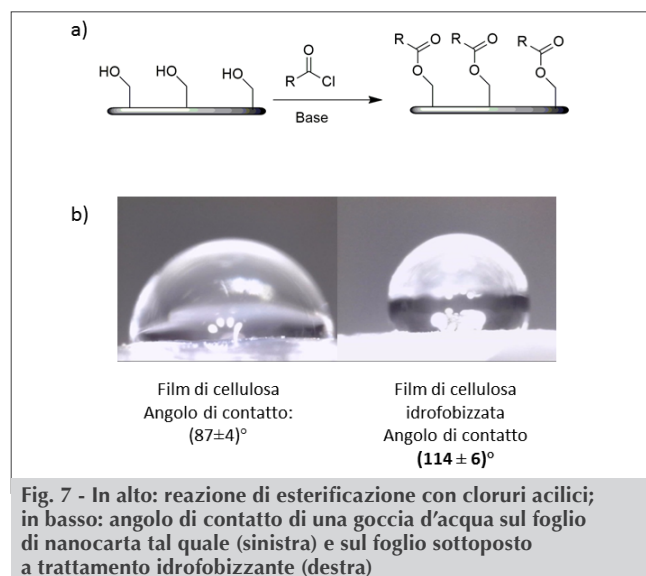 a)
HO
HO
HO
R
O
Cl
Base
R
O
O
R
O
O
R
O
O
b)
Film di cellulosa
Angolo di contatto:
(87±4)°
Film di cellulosa
idrofobizzata
Angolo di contatto
(114 ± 6)°
Fig. 7 - In alto: reazione di esterificazione con cloruri acilici;
in basso: angolo di contatto di una goccia d'acqua sul foglio
di nanocarta tal quale (sinistra) e sul foglio sottoposto
a trattamento idrofobizzante (destra)